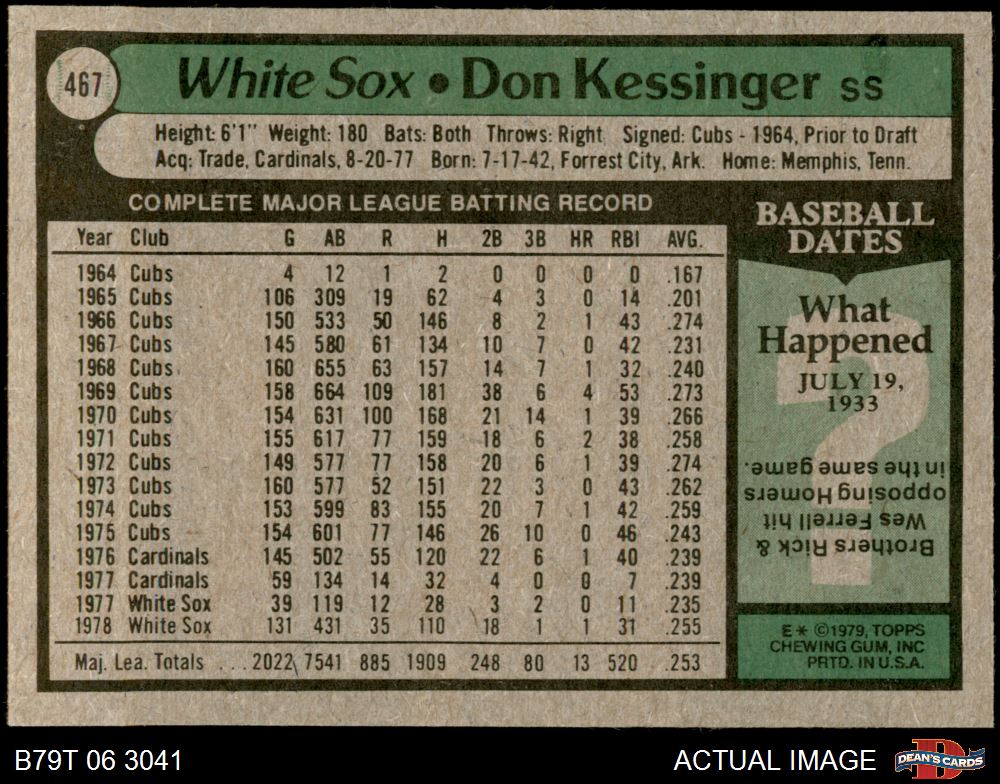 467
White Sox • Don Kessinger SS
Height: 6'1" Weight: 180 Bats: Both Throws: Right Signed: Cubs - 1964, Prior to Draft
Acq: Trade, Cardinals, 8-20-77 Born: 7-17-42, Forrest City, Ark. Home: Memphis, Tenn.
COMPLETE MAJOR LEAGUE BATTING RECORD
Year Club G AB R H 2B 3B HR RBI AVG.
1964 Cubs 4 12 1 2 0 0 0 0 .167
1965 Cubs 106 309 19 62 4 3 0 14 .201
1966 Cubs 150 533 50 146 8 2 1 43 .274
1967 Cubs 145 580 61 134 10 7 0 42 .231
1968 Cubs 160 655 63 157 14 7 1 32 .240
1969 Cubs 158 664 109 181 38 6 4 53 .273
1970 Cubs 154 631 100 168 21 14 1 39 .266
1971 Cubs 155 617 77 159 18 6 2 38 .258
1972 Cubs 149 577 77 158 20 6 1 39 .274
1973 Cubs 160 577 52 151 22 3 0 43 .262
1974 Cubs 153 599 83 155 20 7 1 42 .259
1975 Cubs 154 601 77 146 26 10 0 46 .243
1976 Cardinals 145 502 55 120 22 6 1 40 .239
1977 Cardinals 59 134 14 32 4 0 0 7 .239
1977 White Sox 39 119 12 28 3 2 0 11 .235
1978 White Sox 131 431 35 110 18 1 1 31 .255
Maj. Lea. Totals ...2022 7541 885 1909 248 80 13 520 .253
BASEBALL
DATES
What
Happened
JULY 19,
1933
?
Brothers Rick &
Wes Ferrell hit
opposing Homers
in the same game.
E* ©1979, TOPPS
CHEWING GUM, INC
PRTD. IN U.S.A.
B79T 06 3041
ACTUAL IMAGE
D
DEAN'S CARDS